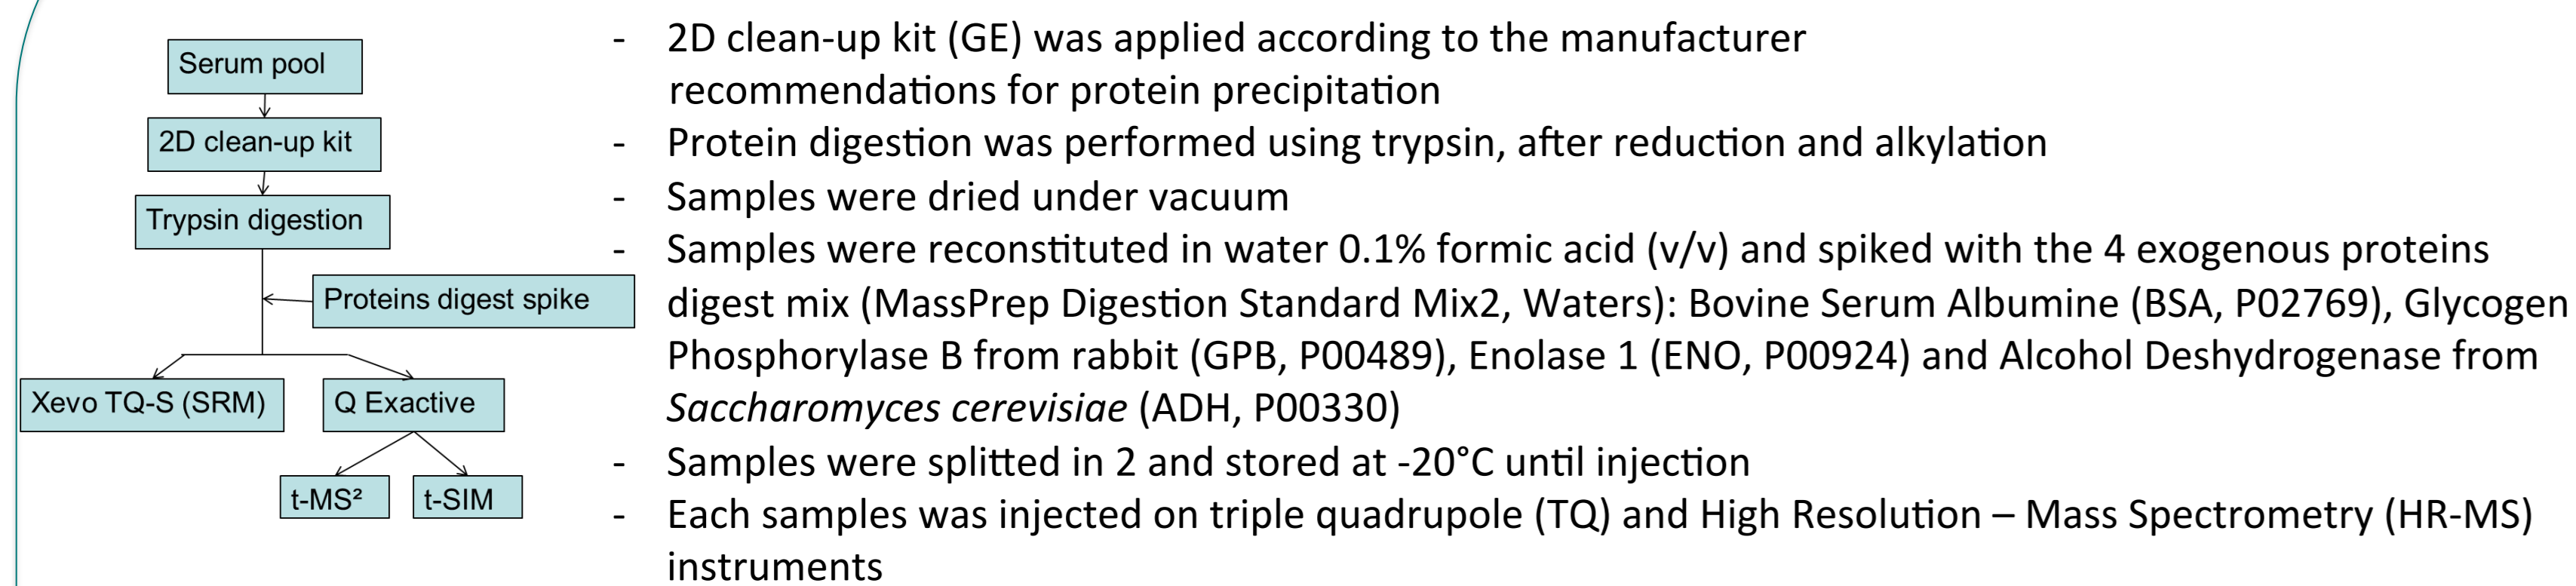 Serum pool
2D clean-up kit
Trypsin digestion
Proteins digest spike
Xevo TQ-S (SRM)
Q Exactive
t-MS²
t-SIM
- 2D clean-up kit (GE) was applied according to the manufacturer
recommendations for protein precipitation
- Protein digestion was performed using trypsin, after reduction and alkylation
- Samples were dried under vacuum
- Samples were reconstituted in water 0.1% formic acid (v/v) and spiked with the 4 exogenous proteins
digest mix (MassPrep Digestion Standard Mix2, Waters): Bovine Serum Albumine (BSA, P02769), Glycogen
Phosphorylase B from rabbit (GPB, P00489), Enolase 1 (ENO, P00924) and Alcohol Deshydrogenase from
Saccharomyces cerevisiae (ADH, P00330)
- Samples were splitted in 2 and stored at -20°C until injection
- Each samples was injected on triple quadrupole (TQ) and High Resolution – Mass Spectrometry (HR-MS)
instruments